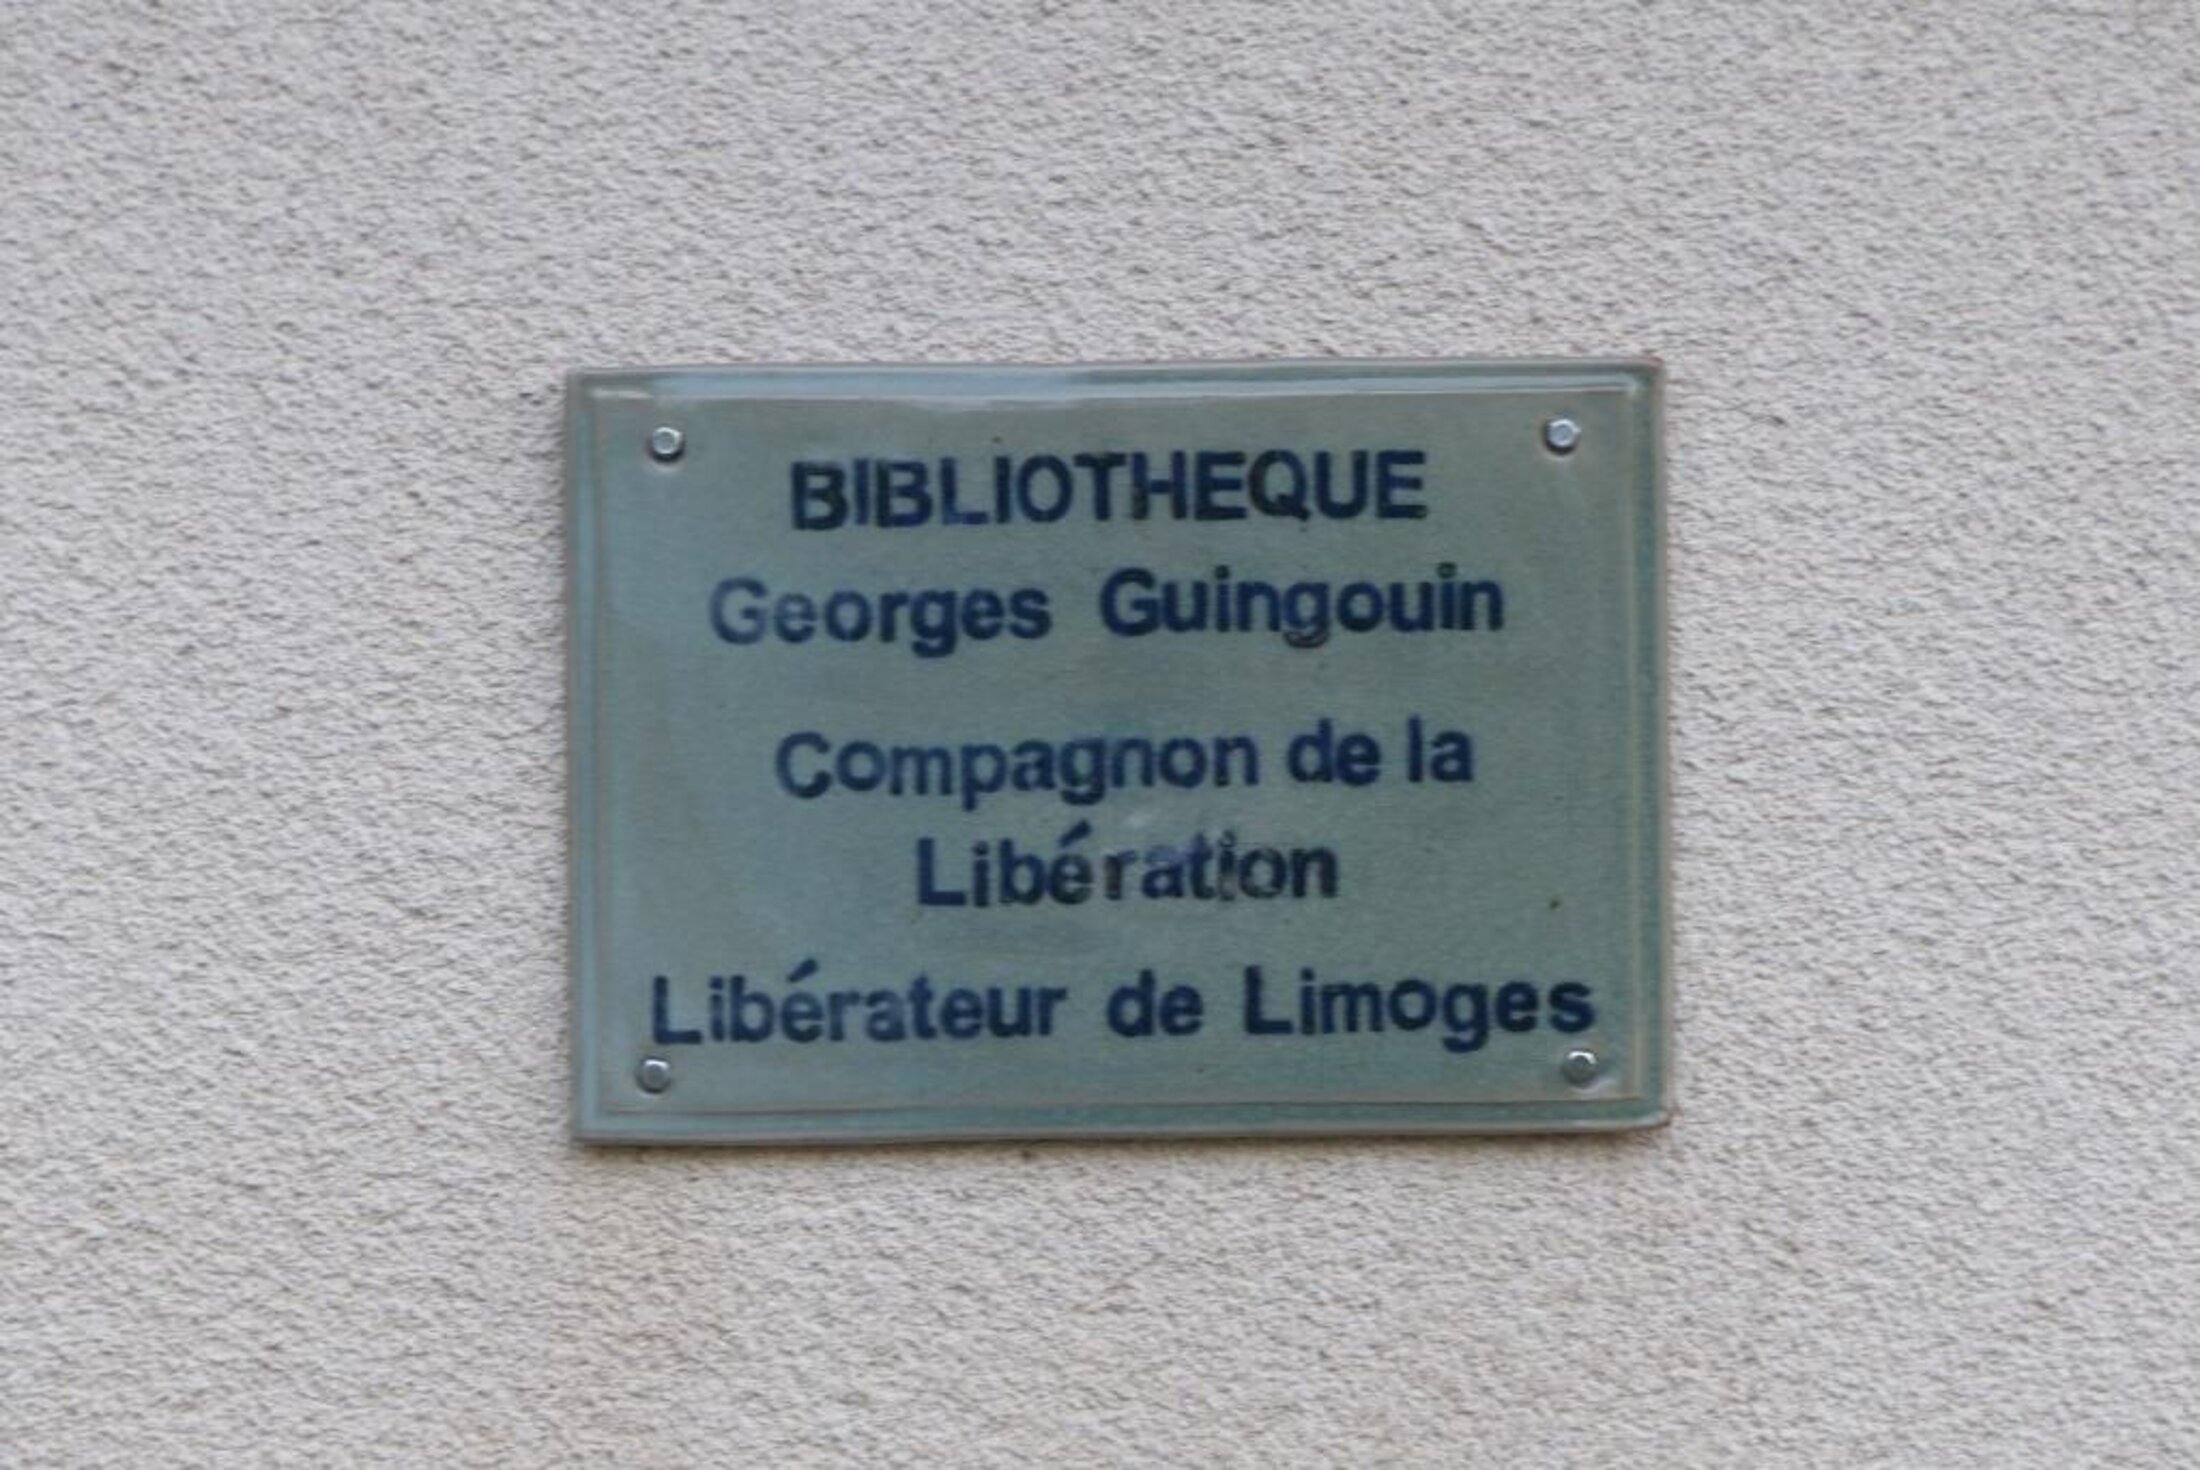 BIBLIOTHEQUE
Georges Guingouin
Compagnon de la
Libération
Libérateur de Limoges